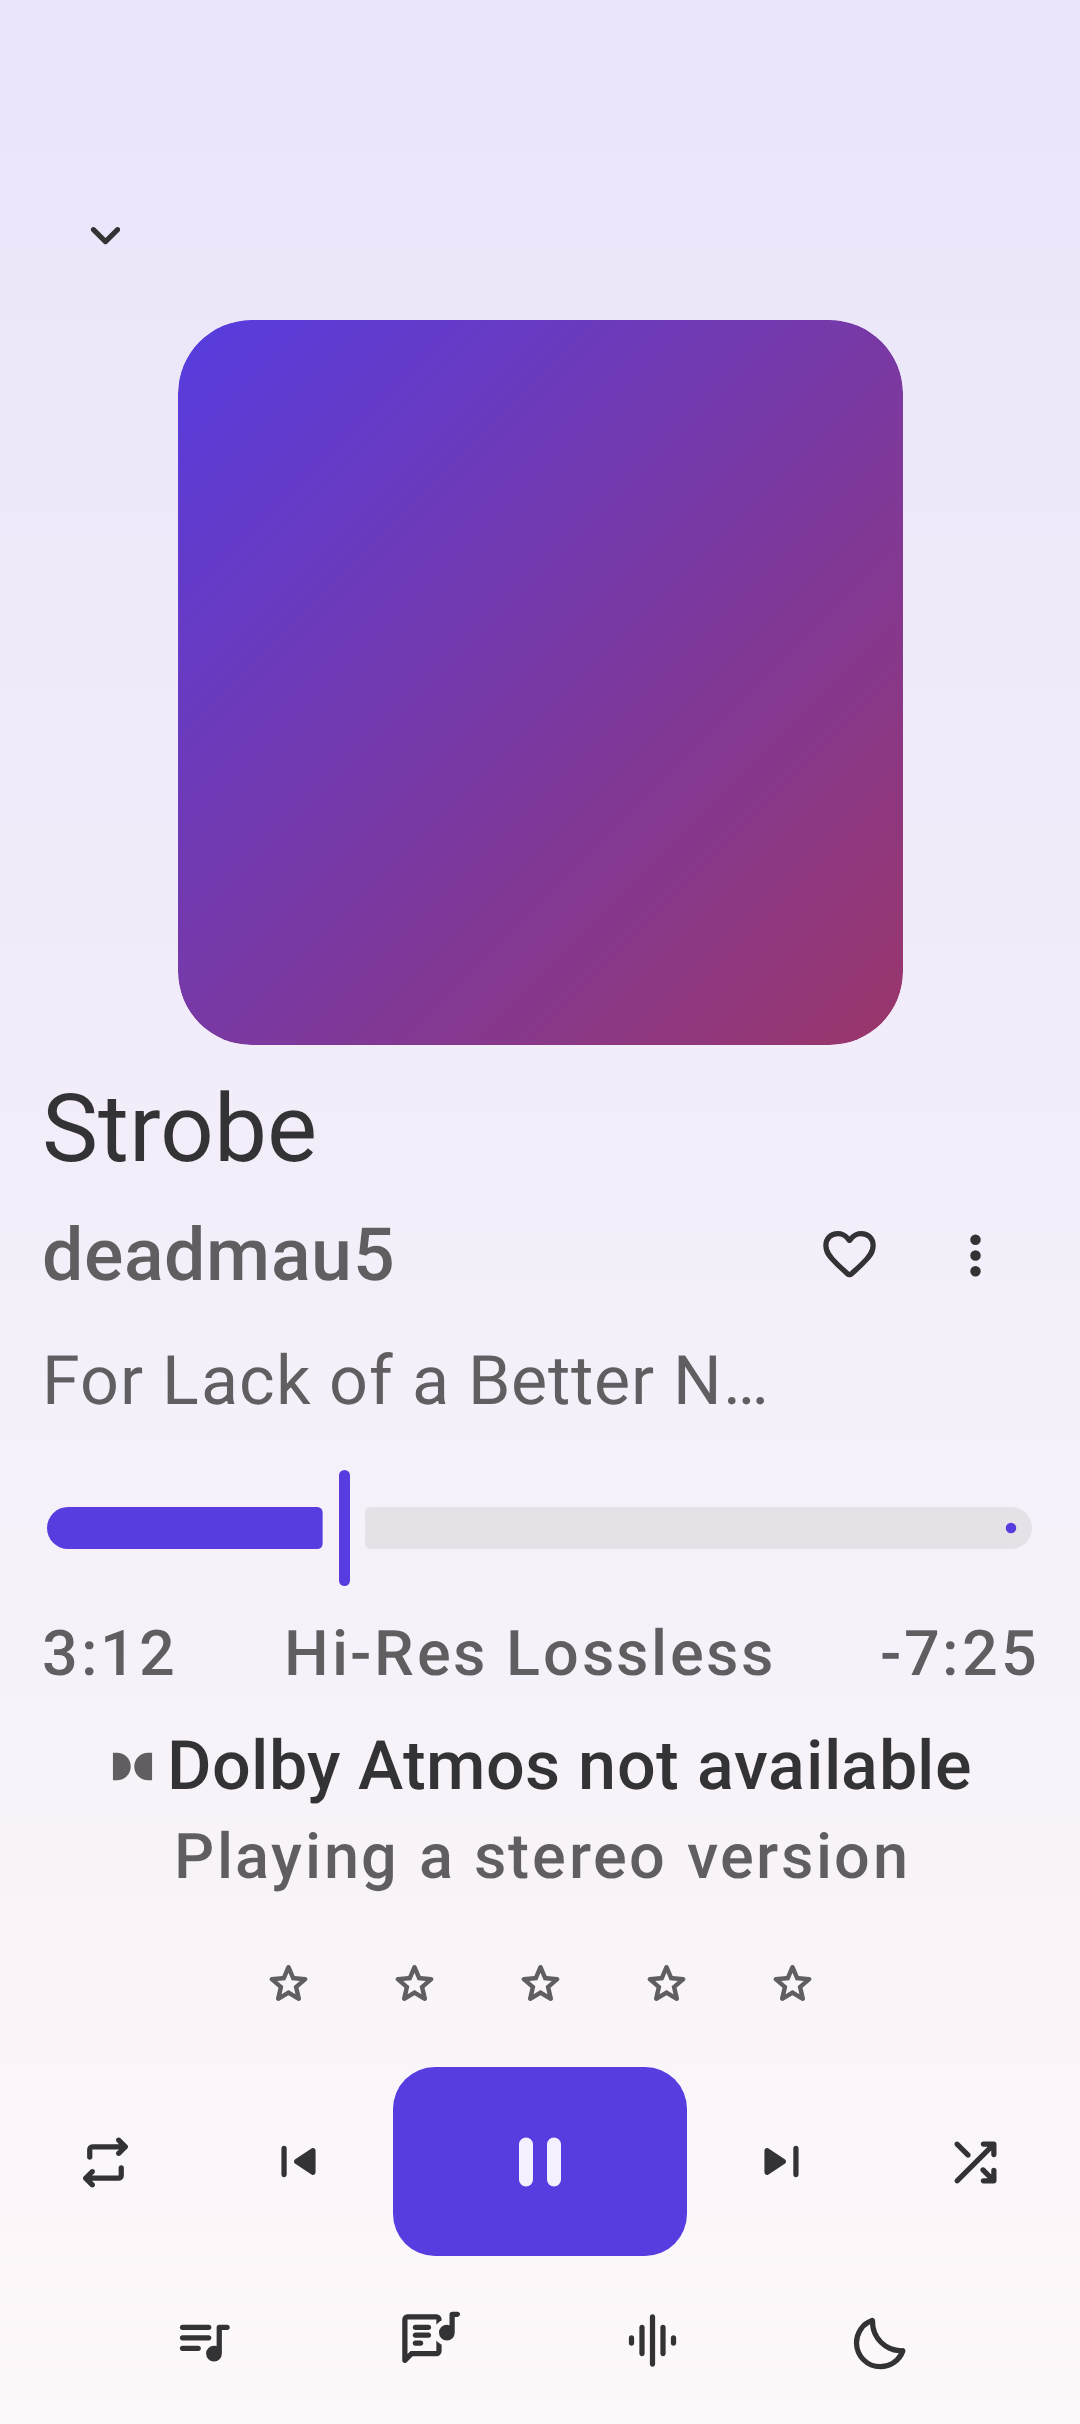 Strobe
deadmau5
For Lack of a Better N…
3:12 Hi-Res Lossless -7:25
Dolby Atmos not available
Playing a stereo version